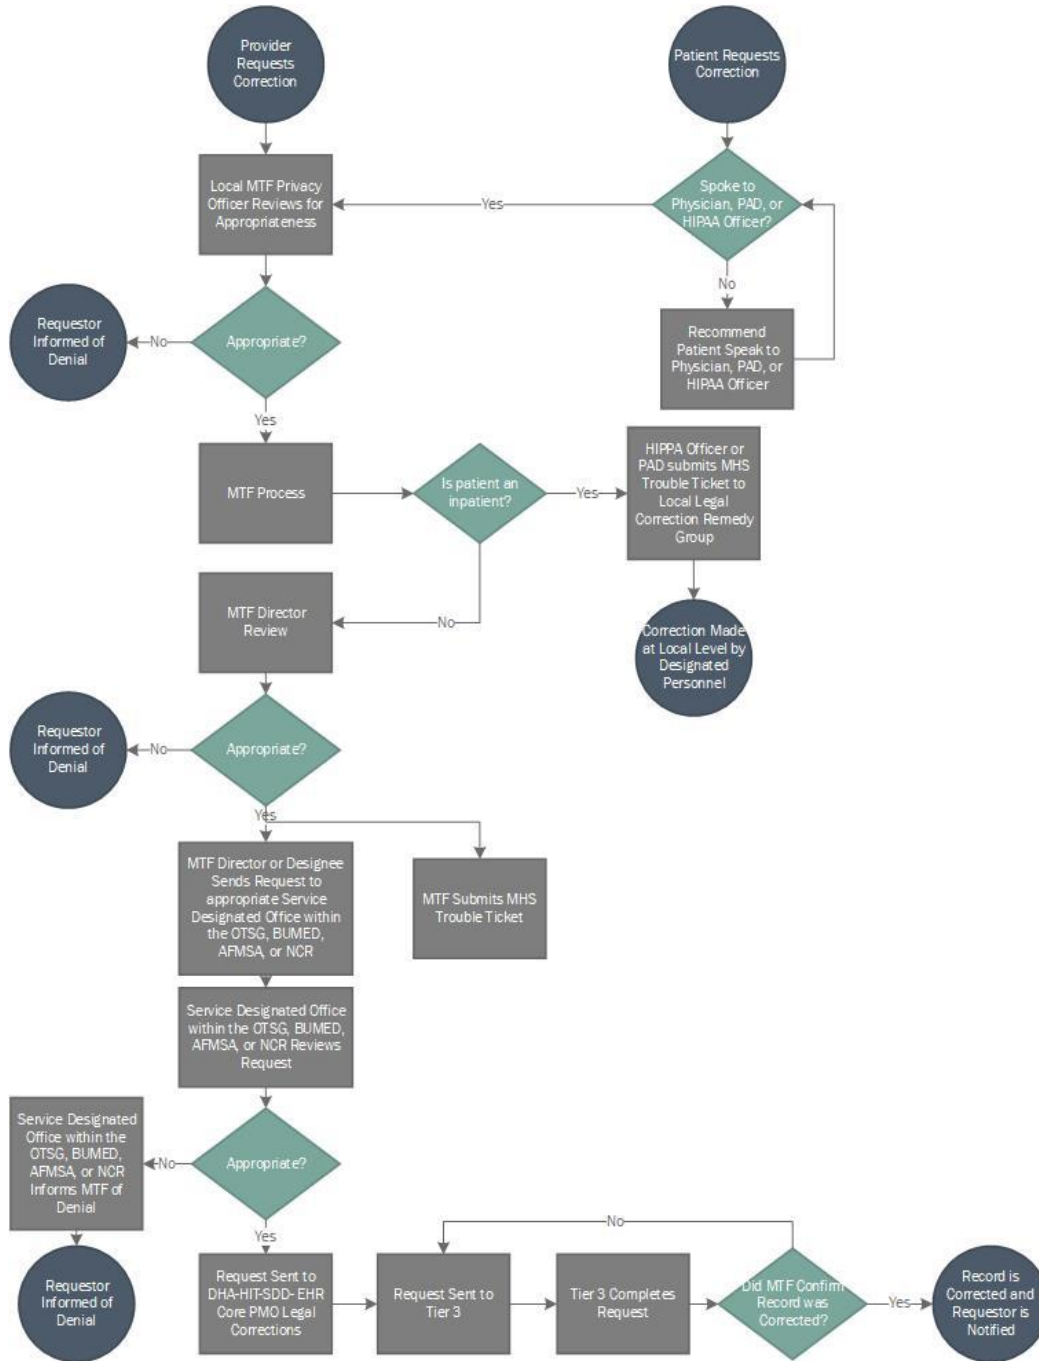 Provider
Requests
Correction
Patient Requests
Correction
Local MTF Privacy
Officer Reviews for
Appropriateness
Yes
Spoke to
Physician, PAD, or
HIPAA Officer?
No
Requestor
Informed of
Denial
No
Appropriate?
Recommend
Patient Speak to
Physician, PAD, or
HIPAA Officer
Yes
MTF Process
Is patient an
inpatient?
Yes
HIPPA Officer or
PAD submits MHS
Trouble Ticket to
Local Legal
Correction Remedy
Group
MTF Director
Review
No
Correction Made
at Local Level by
Designated
Personnel
Requestor
Informed of
Denial
No
Appropriate?
Yes
MTF Director or Designee
Sends Request to
appropriate Service
Designated Office within
the OTSG, BUMED,
AFMSA, or NCR
MTF Submits MHS
Trouble Ticket
Service Designated Office
within the OTSG, BUMED,
AFMSA, or NCR Reviews
Request
Service Designated
Office within the
OTSG, BUMED,
AFMSA, or NCR
Informs MTF of
Denial
No
Appropriate?
Yes
No
Requestor
Informed of
Denial
Request Sent to
DHA-HIT-SDD- EHR
Core PMO Legal
Corrections
Request Sent to
Tier 3
Tier 3 Completes
Request
Did MTF Confirm
Record was
Corrected?
Yes
Record is
Corrected and
Requestor is
Notified